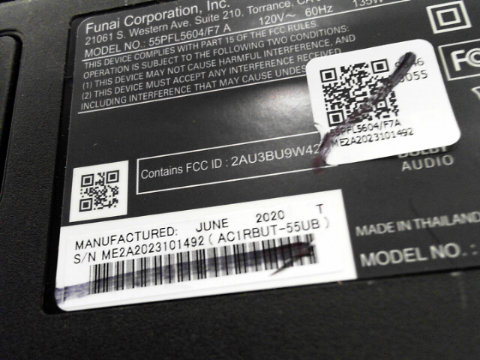 Funai Corporation, Inc.
21061 S. Western Ave. Suite 210, Torrance, CA
MODEL NO.: 55PFL5604/F7 A 120V~ 60Hz 135W
THIS DEVICE COMPLIES WITH PART 15 OF THE FCC RULES.
OPERATION IS SUBJECT TO THE FOLLOWING TWO CONDITIONS:
(1) THIS DEVICE MAY NOT CAUSE HARMFUL INTERFERENCE, AND
(2) THIS DEVICE MUST ACCEPT ANY INTERFERENCE RECEIVED,
INCLUDING INTERFERENCE THAT MAY CAUSE
55PFL5604/F7A
ME2A2023101492
FC
Contains FCC ID : 2AU3BU9W42
DOLBY
AUDIO
MANUFACTURED: JUNE 2020 T
S/N ME2A2023101492 ( AC1RBUT-55UB )
MADE IN THAILAND
MODEL NO.: